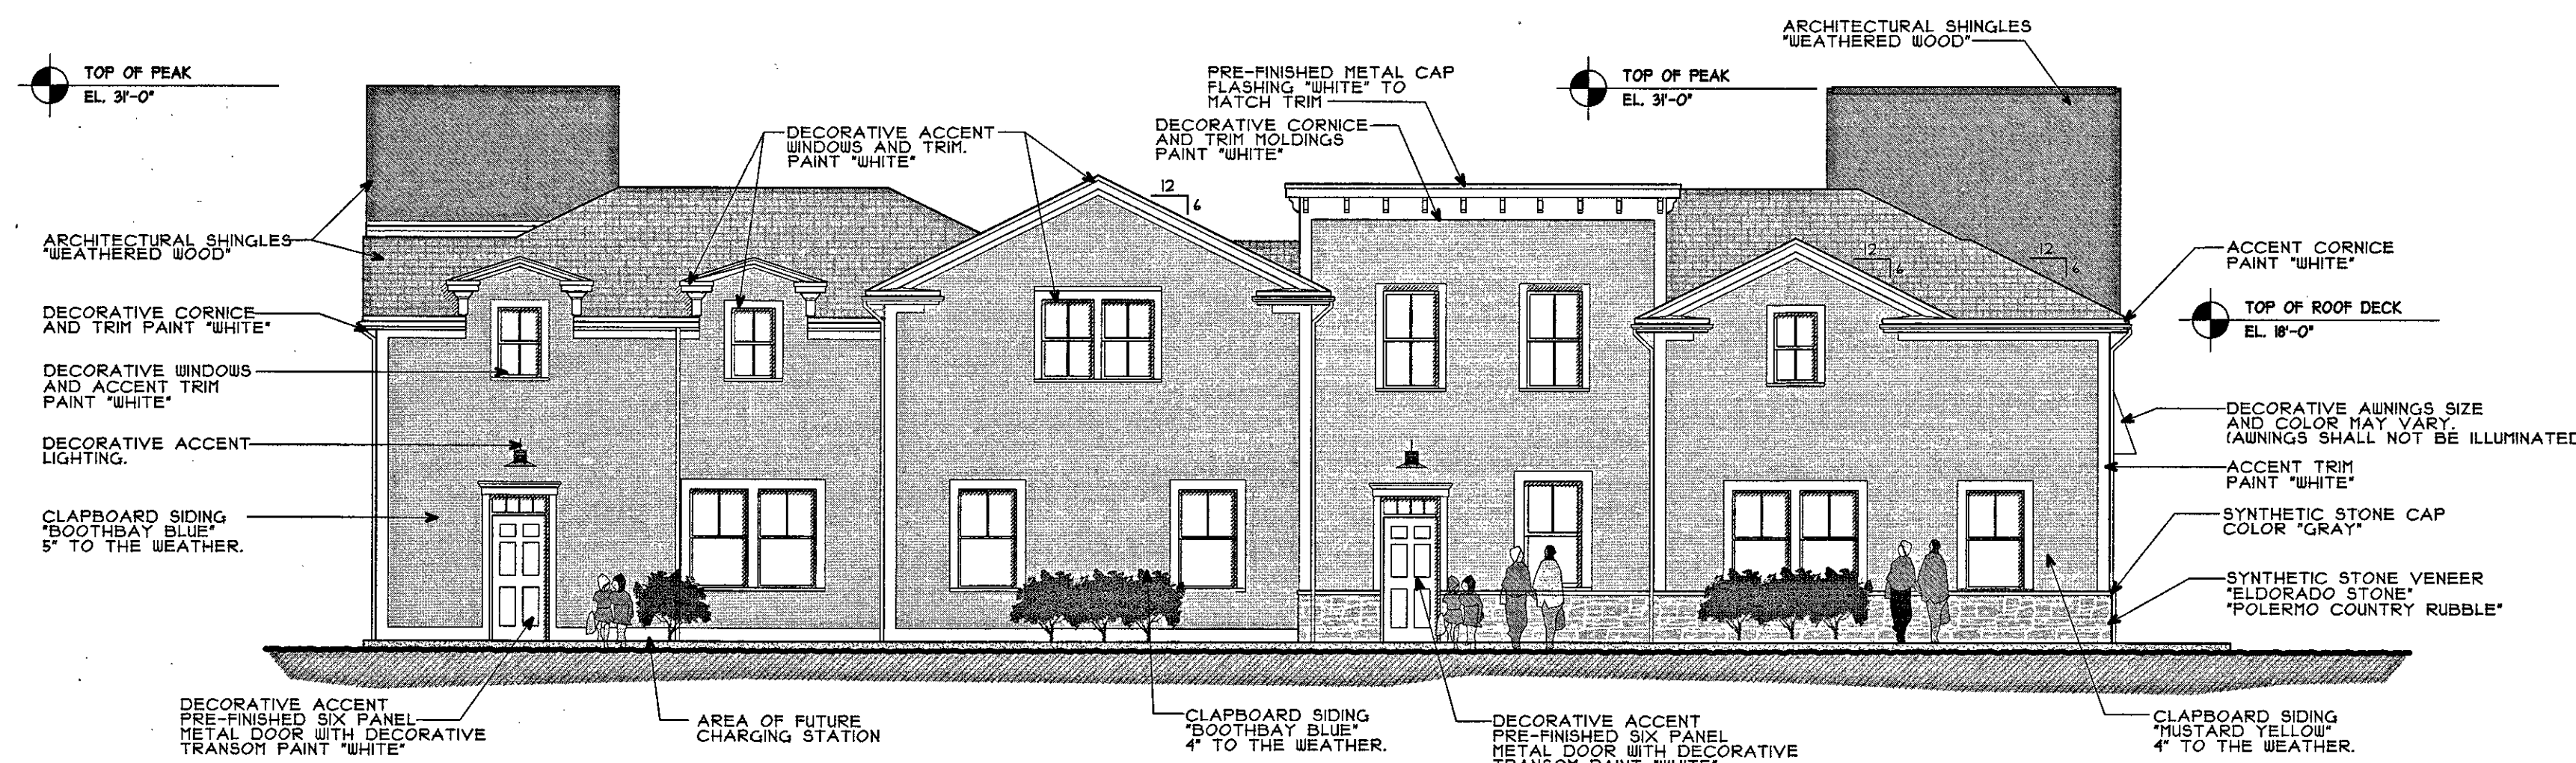 ARCHITECTURAL SHINGLES
"WEATHERED WOOD"
TOP OF PEAK
EL. 31'-0"
PRE-FINISHED METAL CAP
FLASHING "WHITE" TO
MATCH TRIM
TOP OF PEAK
EL. 31'-0"
DECORATIVE ACCENT
WINDOWS AND TRIM.
PAINT "WHITE"
DECORATIVE CORNICE
AND TRIM MOLDINGS
PAINT "WHITE"
12
6
ARCHITECTURAL SHINGLES
"WEATHERED WOOD"
12
6
12
6
ACCENT CORNICE
PAINT "WHITE"
DECORATIVE CORNICE
AND TRIM PAINT "WHITE"
TOP OF ROOF DECK
EL. 18'-0"
DECORATIVE WINDOWS
AND ACCENT TRIM
PAINT "WHITE"
DECORATIVE AWNINGS SIZE
AND COLOR MAY VARY.
(AWNINGS SHALL NOT BE ILLUMINATED
DECORATIVE ACCENT
LIGHTING.
ACCENT TRIM
PAINT "WHITE"
CLAPBOARD SIDING
"BOOTHBAY BLUE"
5" TO THE WEATHER.
SYNTHETIC STONE CAP
COLOR "GRAY"
SYNTHETIC STONE VENEER
"ELDORADO STONE"
"POLERMO COUNTRY RUBBLE"
DECORATIVE ACCENT
PRE-FINISHED SIX PANEL
METAL DOOR WITH DECORATIVE
TRANSOM PAINT "WHITE"
AREA OF FUTURE
CHARGING STATION
CLAPBOARD SIDING
"BOOTHBAY BLUE"
4" TO THE WEATHER.
DECORATIVE ACCENT
PRE-FINISHED SIX PANEL
METAL DOOR WITH DECORATIVE
TRANSOM PAINT "WHITE"
CLAPBOARD SIDING
"MUSTARD YELLOW"
4" TO THE WEATHER.